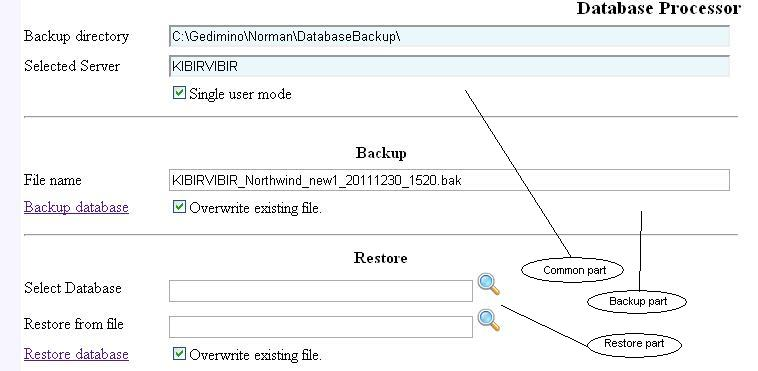 Database Processor
Backup directory C:\Gedimino\Norman\DatabaseBackup\
Selected Server KIBIRVIBIR
Single user mode
Backup
File name KIBIRVIBIR_Northwind_new1_20111230_1520.bak
Backup database Overwrite existing file.
Restore
Common part
Select Database
Backup part
Restore from file
Restore part
Restore database Overwrite existing file.